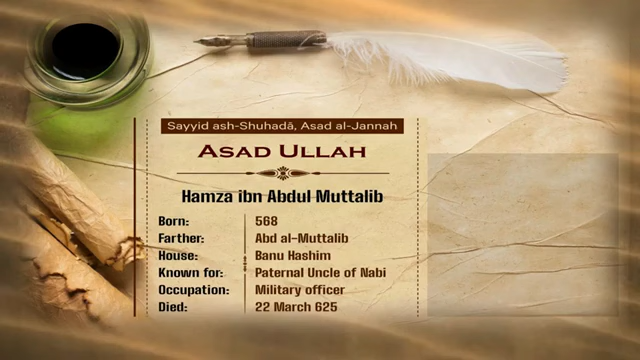 Sayyid ash-Shuhadā, Asad al-Jannah
Asad Ullah
Hamza ibn Abdul Muttalib
Born: 568
Farther: Abd al-Muttalib
House: Banu Hashim
Known for: Paternal Uncle of Nabi
Occupation: Military officer
Died: 22 March 625